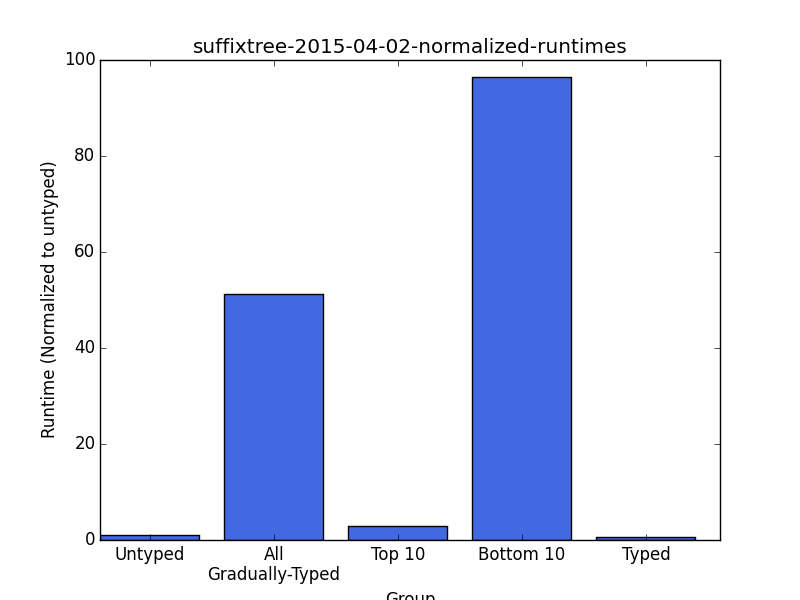 suffixtree-2015-04-02-normalized-runtimes
100
80
60
40
20
0
Runtime (Normalized to untyped)
Untyped
All
Gradually-Typed
Top 10
Bottom 10
Typed
Group